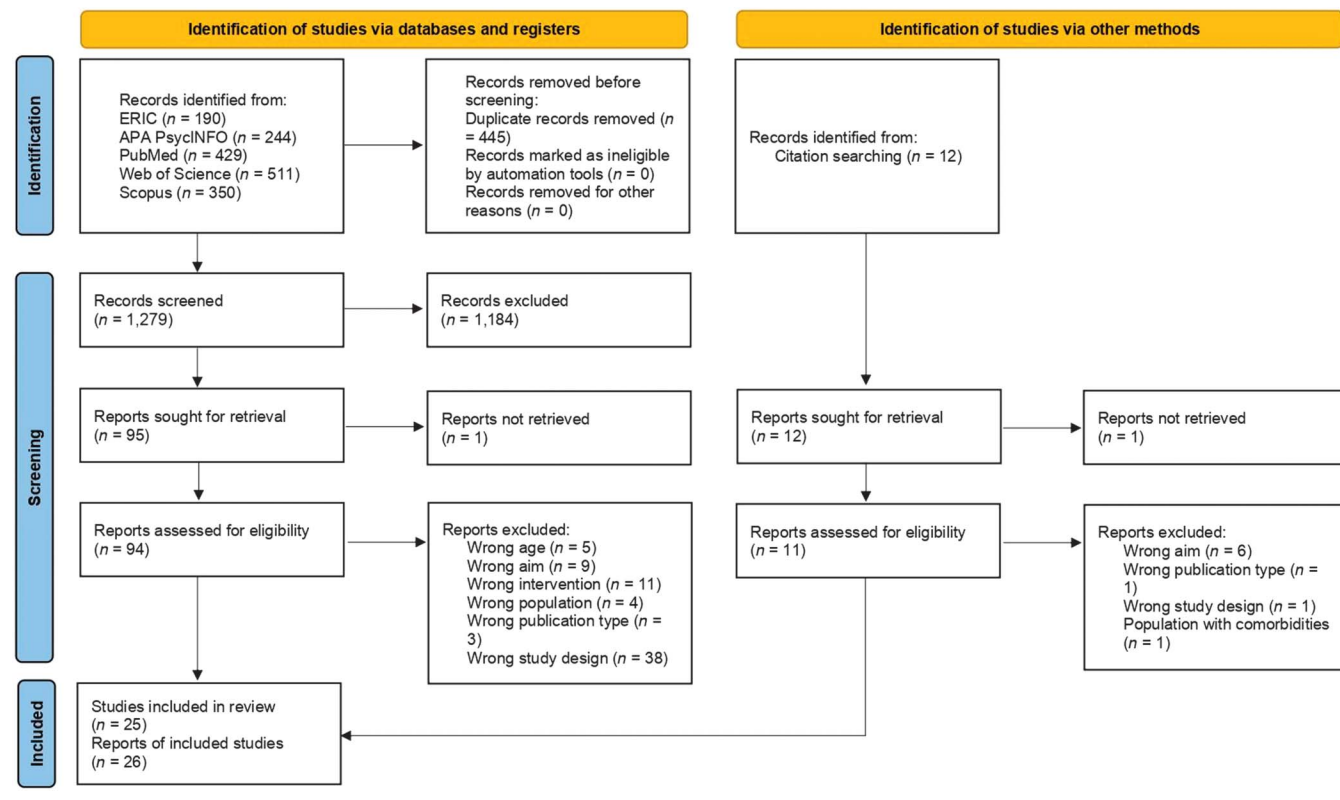 Identification of studies via databases and registers
Identification of studies via other methods
Identification
Records identified from:
ERIC (n = 190)
APA PsycINFO (n = 244)
PubMed (n = 429)
Web of Science (n = 511)
Scopus (n = 350)
Records removed before
screening:
Duplicate records removed (n
= 445)
Records marked as ineligible
by automation tools (n = 0)
Records removed for other
reasons (n = 0)
Records identified from:
Citation searching (n = 12)
Screening
Records screened
(n = 1,279)
Records excluded
(n = 1,184)
Reports sought for retrieval
(n = 95)
Reports not retrieved
(n = 1)
Reports sought for retrieval
(n = 12)
Reports not retrieved
(n = 1)
Reports assessed for eligibility
(n = 94)
Reports excluded:
Wrong age (n = 5)
Wrong aim (n = 9)
Wrong intervention (n = 11)
Wrong population (n = 4)
Wrong publication type (n =
3)
Wrong study design (n = 38)
Reports assessed for eligibility
(n = 11)
Reports excluded:
Wrong aim (n = 6)
Wrong publication type (n =
1)
Wrong study design (n = 1)
Population with comorbidities
(n = 1)
Included
Studies included in review
(n = 25)
Reports of included studies
(n = 26)